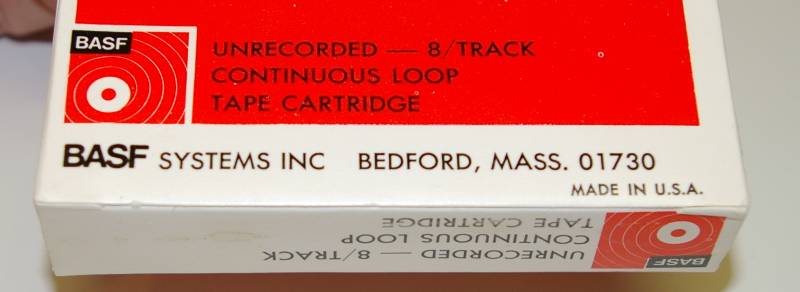 BASF
UNRECORDED — 8/TRACK
CONTINUOUS LOOP
TAPE CARTRIDGE
BASF SYSTEMS INC BEDFORD, MASS. 01730
MADE IN U.S.A.
UNRECORDED — 8/TRACK
CONTINUOUS LOOP
TAPE CARTRIDGE
BASF